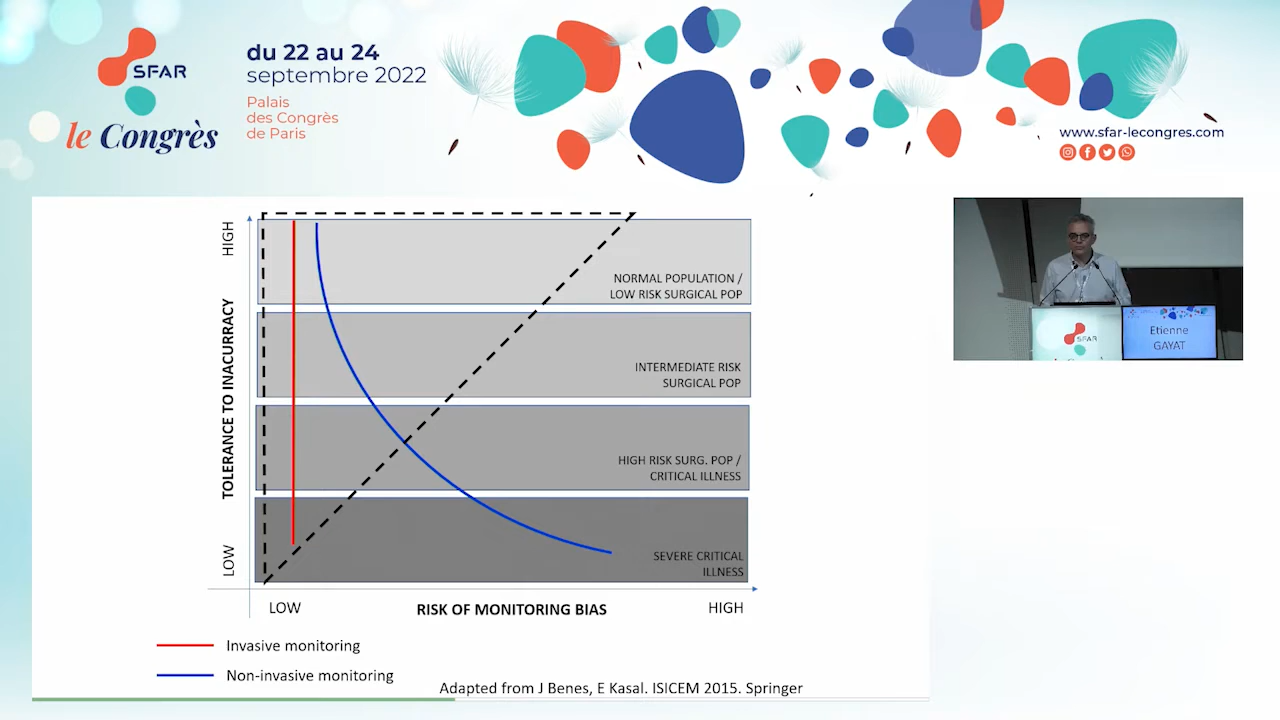 SFAR
le Congrès
du 22 au 24
septembre 2022
Palais
des Congrès
de Paris
www.sfar-lecongres.com
HIGH
TOLERANCE TO INACURRACY
LOW
NORMAL POPULATION /
LOW RISK SURGICAL POP
INTERMEDIATE RISK
SURGICAL POP
HIGH RISK SURG. POP /
CRITICAL ILLNESS
SEVERE CRITICAL
ILLNESS
LOW
RISK OF MONITORING BIAS
HIGH
Invasive monitoring
Non-invasive monitoring
Adapted from J Benes, E Kasal. ISICEM 2015. Springer
SFAR
Etienne
GAYAT